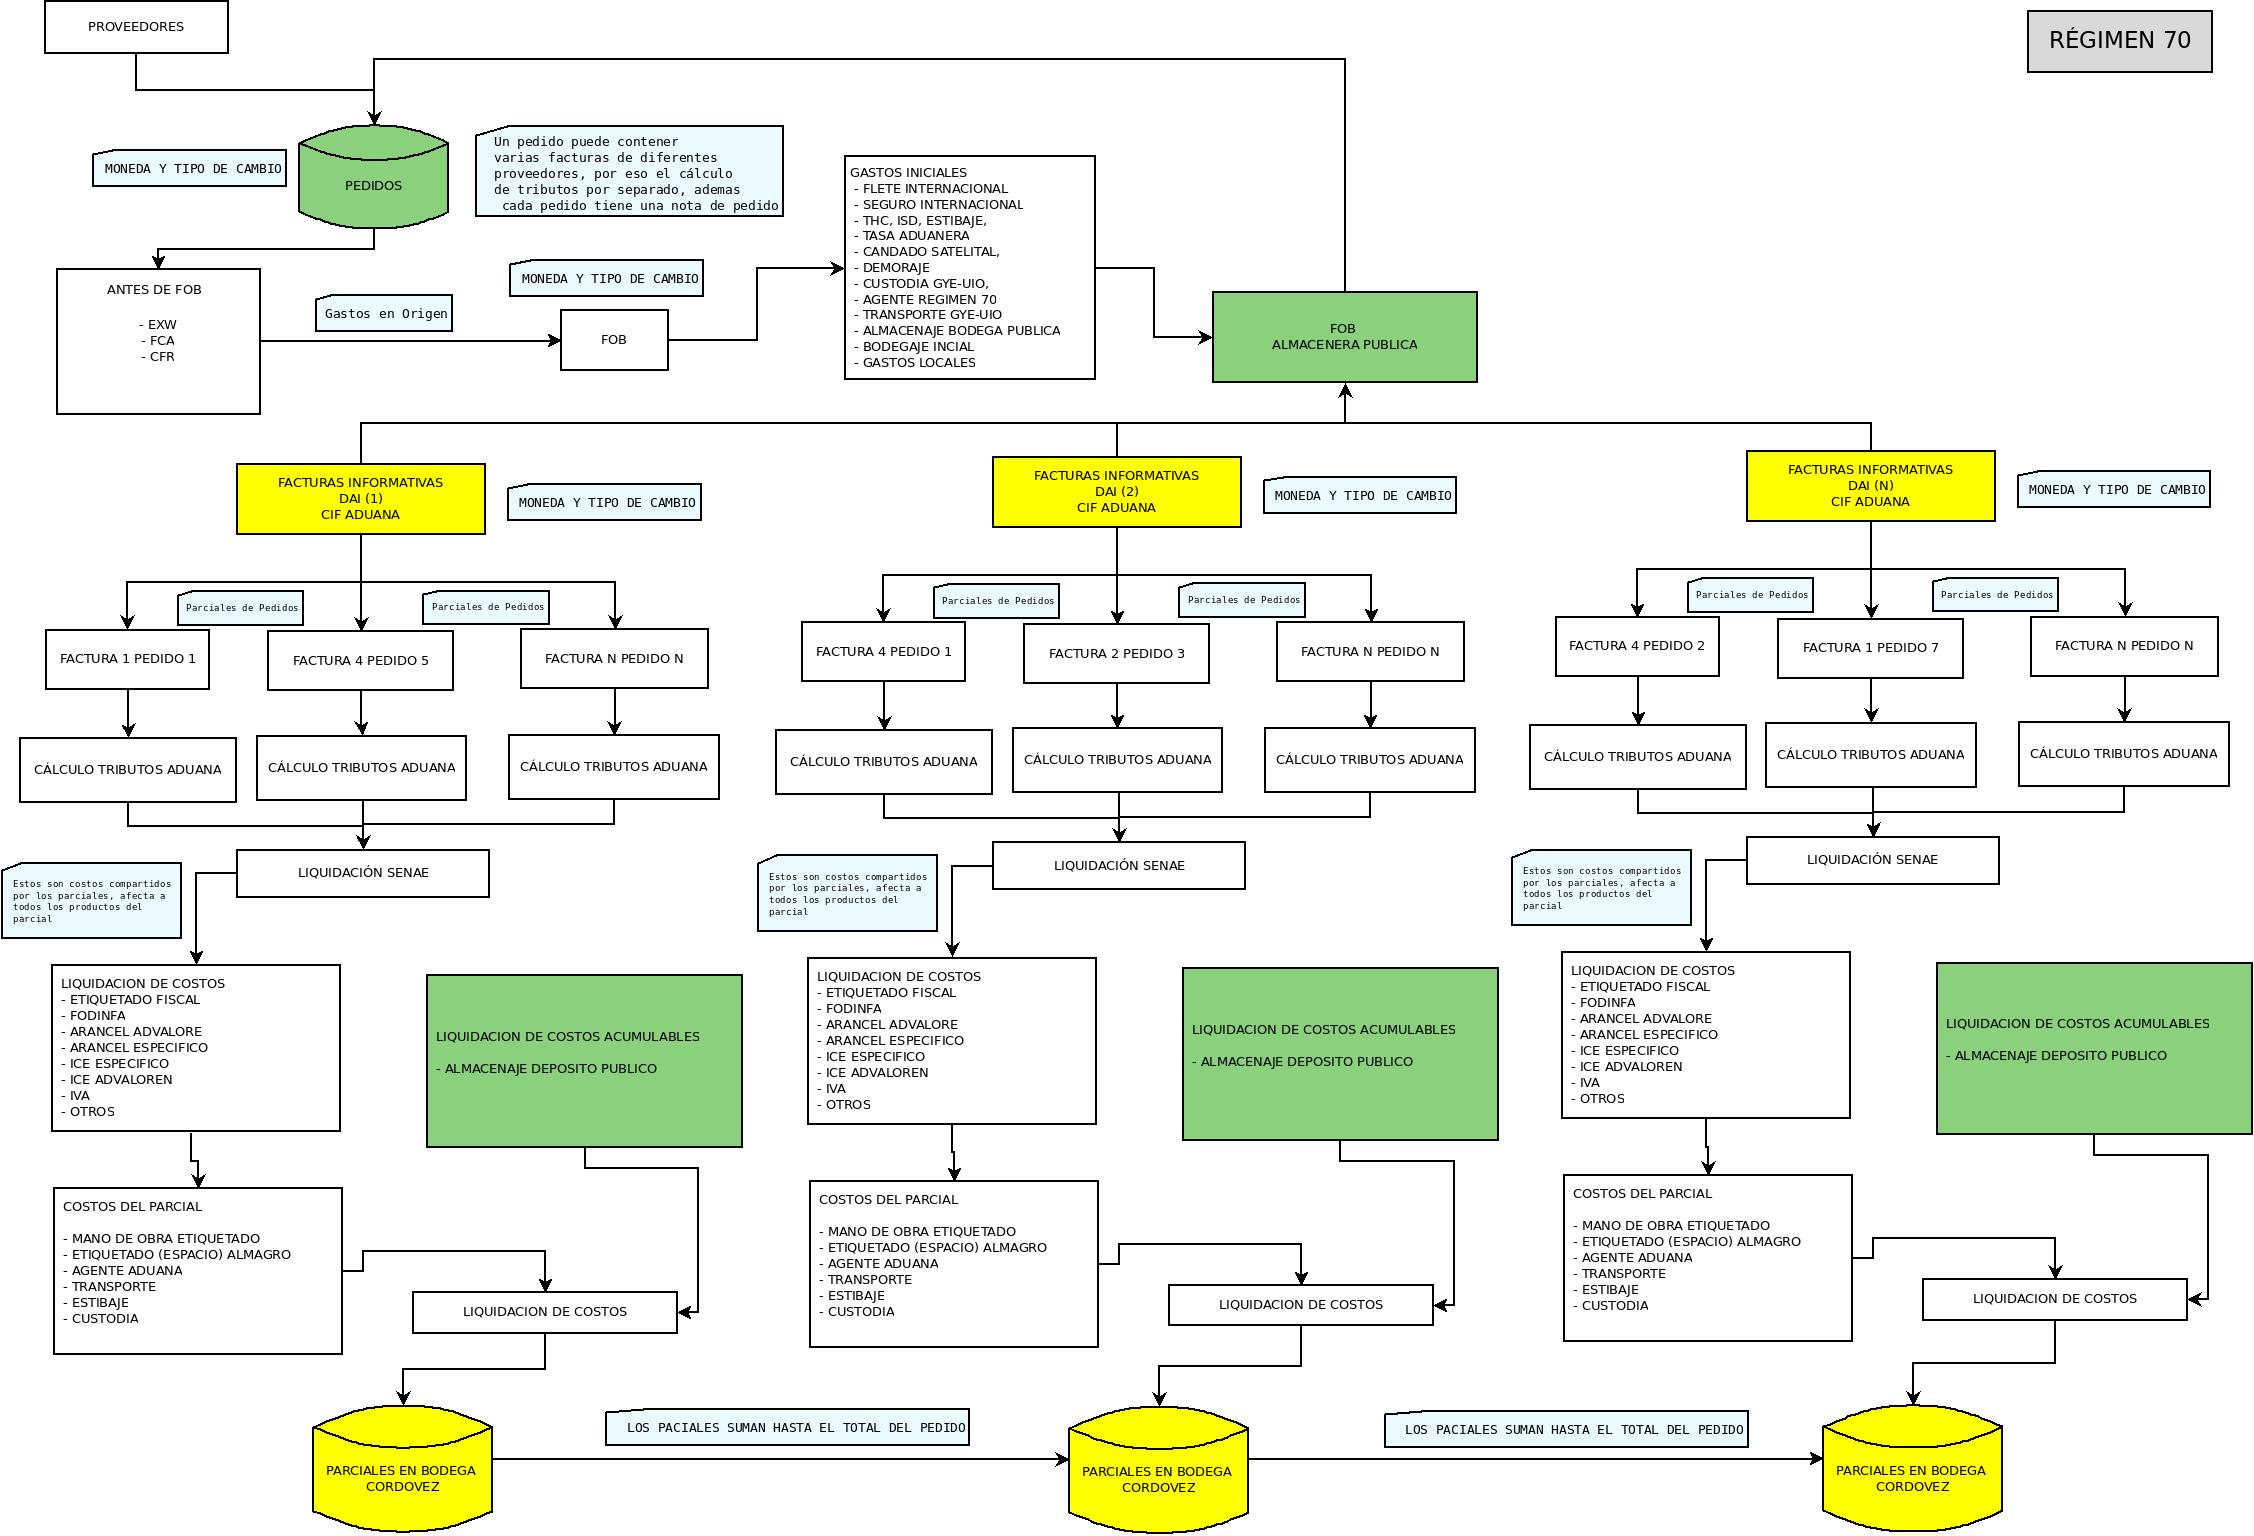 PROVEEDORES
RÉGIMEN 70
MONEDA Y TIPO DE CAMBIO
PEDIDOS
Un pedido puede contener
varias facturas de diferentes
proveedores, por eso el cálculo
de tributos por separado, ademas
cada pedido tiene una nota de pedido
ANTES DE FOB
- EXW
- FCA
- CFR
Gastos en Origen
MONEDA Y TIPO DE CAMBIO
FOB
GASTOS INICIALES
- FLETE INTERNACIONAL
- SEGURO INTERNACIONAL
- THC, ISD, ESTIBAJE,
- TASA ADUANERA
- CANDADO SATELITAL,
- DEMORAJE
- CUSTODIA GYE-UIO,
- AGENTE REGIMEN 70
- TRANSPORTE GYE-UIO
- ALMACENAJE BODEGA PUBLICA
- BODEGAJE INCIAL
- GASTOS LOCALES
FOB
ALMACENERA PUBLICA
FACTURAS INFORMATIVAS
DAI (1)
CIF ADUANA
MONEDA Y TIPO DE CAMBIO
Parciales de Pedidos
Parciales de Pedidos
FACTURA 1 PEDIDO 1
FACTURA 4 PEDIDO 5
FACTURA N PEDIDO N
CÁLCULO TRIBUTOS ADUANA
CÁLCULO TRIBUTOS ADUANA
CÁLCULO TRIBUTOS ADUANA
LIQUIDACIÓN SENAE
Estos son costos compartidos
por los parciales, afecta a
todos los productos del
parcial
LIQUIDACION DE COSTOS
- ETIQUETADO FISCAL
- FODINFA
- ARANCEL ADVALORE
- ARANCEL ESPECIFICO
- ICE ESPECIFICO
- ICE ADVALOREN
- IVA
- OTROS
LIQUIDACION DE COSTOS ACUMULABLES
- ALMACENAJE DEPOSITO PUBLICO
COSTOS DEL PARCIAL
- MANO DE OBRA ETIQUETADO
- ETIQUETADO (ESPACIO) ALMAGRO
- AGENTE ADUANA
- TRANSPORTE
- ESTIBAJE
- CUSTODIA
LIQUIDACION DE COSTOS
PARCIALES EN BODEGA
CORDOVEZ
LOS PACIALES SUMAN HASTA EL TOTAL DEL PEDIDO
FACTURAS INFORMATIVAS
DAI (2)
CIF ADUANA
MONEDA Y TIPO DE CAMBIO
Parciales de Pedidos
Parciales de Pedidos
FACTURA 4 PEDIDO 1
FACTURA 2 PEDIDO 3
FACTURA N PEDIDO N
CÁLCULO TRIBUTOS ADUANA
CÁLCULO TRIBUTOS ADUANA
CÁLCULO TRIBUTOS ADUANA
LIQUIDACIÓN SENAE
Estos son costos compartidos
por los parciales, afecta a
todos los productos del
parcial
LIQUIDACION DE COSTOS
- ETIQUETADO FISCAL
- FODINFA
- ARANCEL ADVALORE
- ARANCEL ESPECIFICO
- ICE ESPECIFICO
- ICE ADVALOREN
- IVA
- OTROS
LIQUIDACION DE COSTOS ACUMULABLES
- ALMACENAJE DEPOSITO PUBLICO
COSTOS DEL PARCIAL
- MANO DE OBRA ETIQUETADO
- ETIQUETADO (ESPACIO) ALMAGRO
- AGENTE ADUANA
- TRANSPORTE
- ESTIBAJE
- CUSTODIA
LIQUIDACION DE COSTOS
PARCIALES EN BODEGA
CORDOVEZ
LOS PACIALES SUMAN HASTA EL TOTAL DEL PEDIDO
FACTURAS INFORMATIVAS
DAI (N)
CIF ADUANA
MONEDA Y TIPO DE CAMBIO
Parciales de Pedidos
Parciales de Pedidos
FACTURA 4 PEDIDO 2
FACTURA 1 PEDIDO 7
FACTURA N PEDIDO N
CÁLCULO TRIBUTOS ADUANA
CÁLCULO TRIBUTOS ADUANA
CÁLCULO TRIBUTOS ADUANA
LIQUIDACIÓN SENAE
Estos son costos compartidos
por los parciales, afecta a
todos los productos del
parcial
LIQUIDACION DE COSTOS
- ETIQUETADO FISCAL
- FODINFA
- ARANCEL ADVALORE
- ARANCEL ESPECIFICO
- ICE ESPECIFICO
- ICE ADVALOREN
- IVA
- OTROS
LIQUIDACION DE COSTOS ACUMULABLES
- ALMACENAJE DEPOSITO PUBLICO
COSTOS DEL PARCIAL
- MANO DE OBRA ETIQUETADO
- ETIQUETADO (ESPACIO) ALMAGRO
- AGENTE ADUANA
- TRANSPORTE
- ESTIBAJE
- CUSTODIA
LIQUIDACION DE COSTOS
PARCIALES EN BODEGA
CORDOVEZ